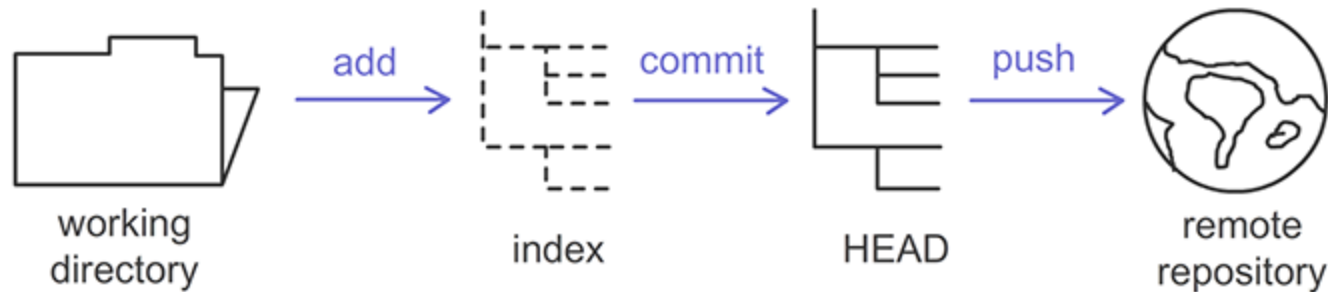 add
commit
push
working
directory
index
HEAD
remote
repository